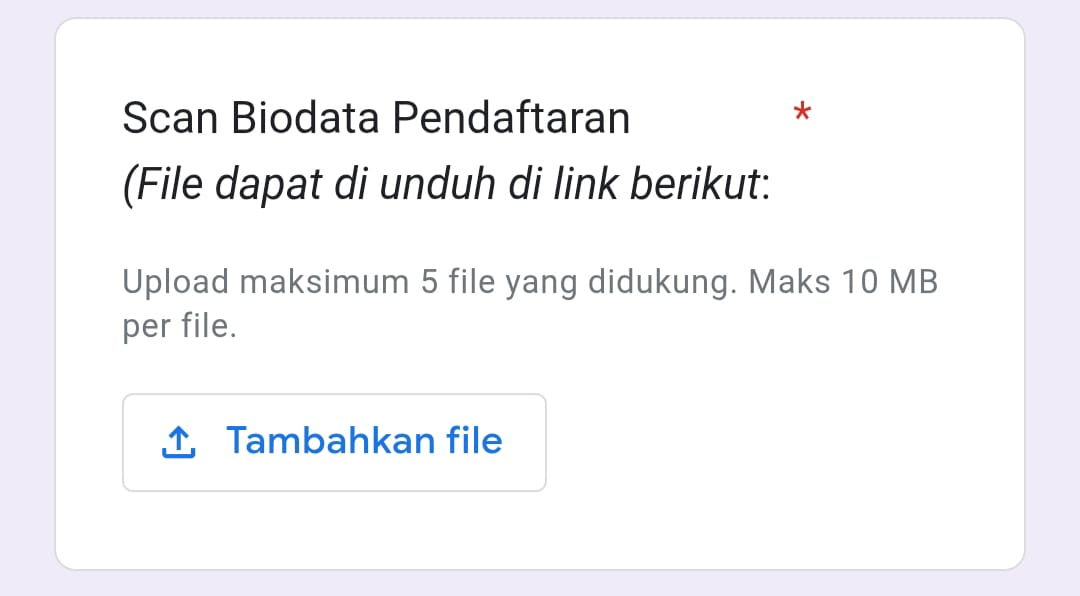 Scan Biodata Pendaftaran *
(File dapat di unduh di link berikut:
Upload maksimum 5 file yang didukung. Maks 10 MB
per file.
Tambahkan file